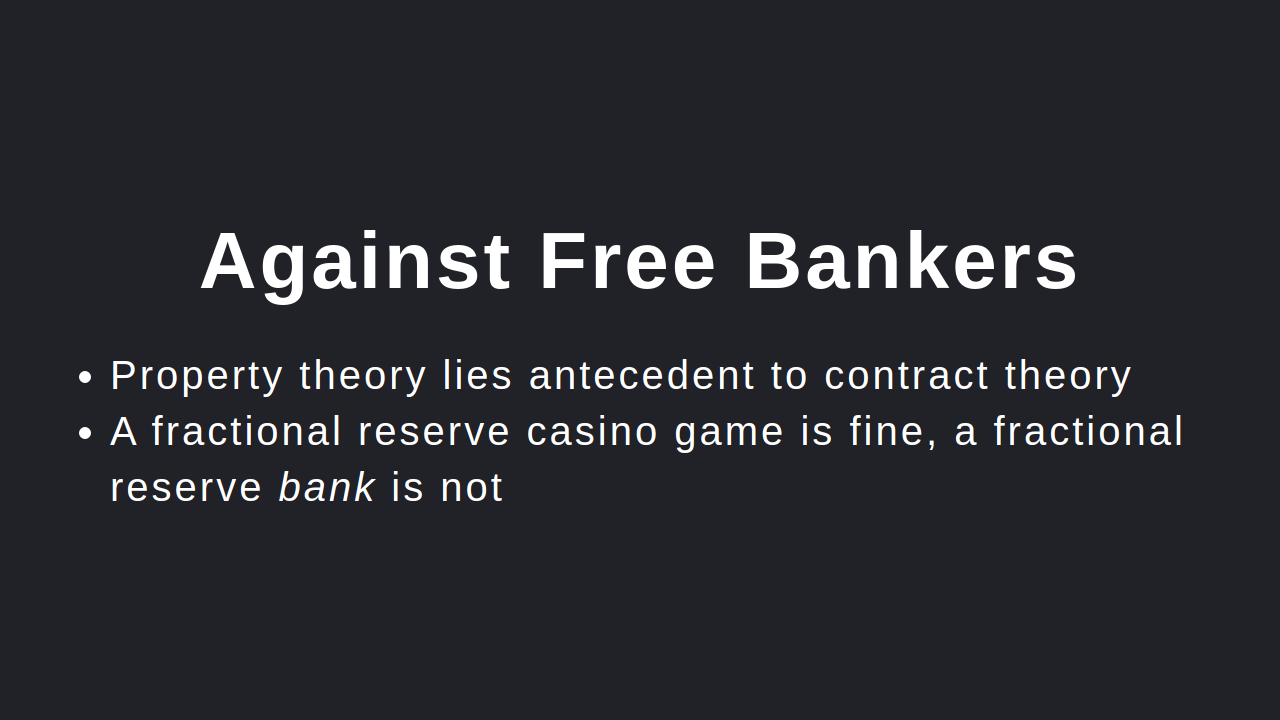 Against Free Bankers
• Property theory lies antecedent to contract theory
• A fractional reserve casino game is fine, a fractional
reserve bank is not